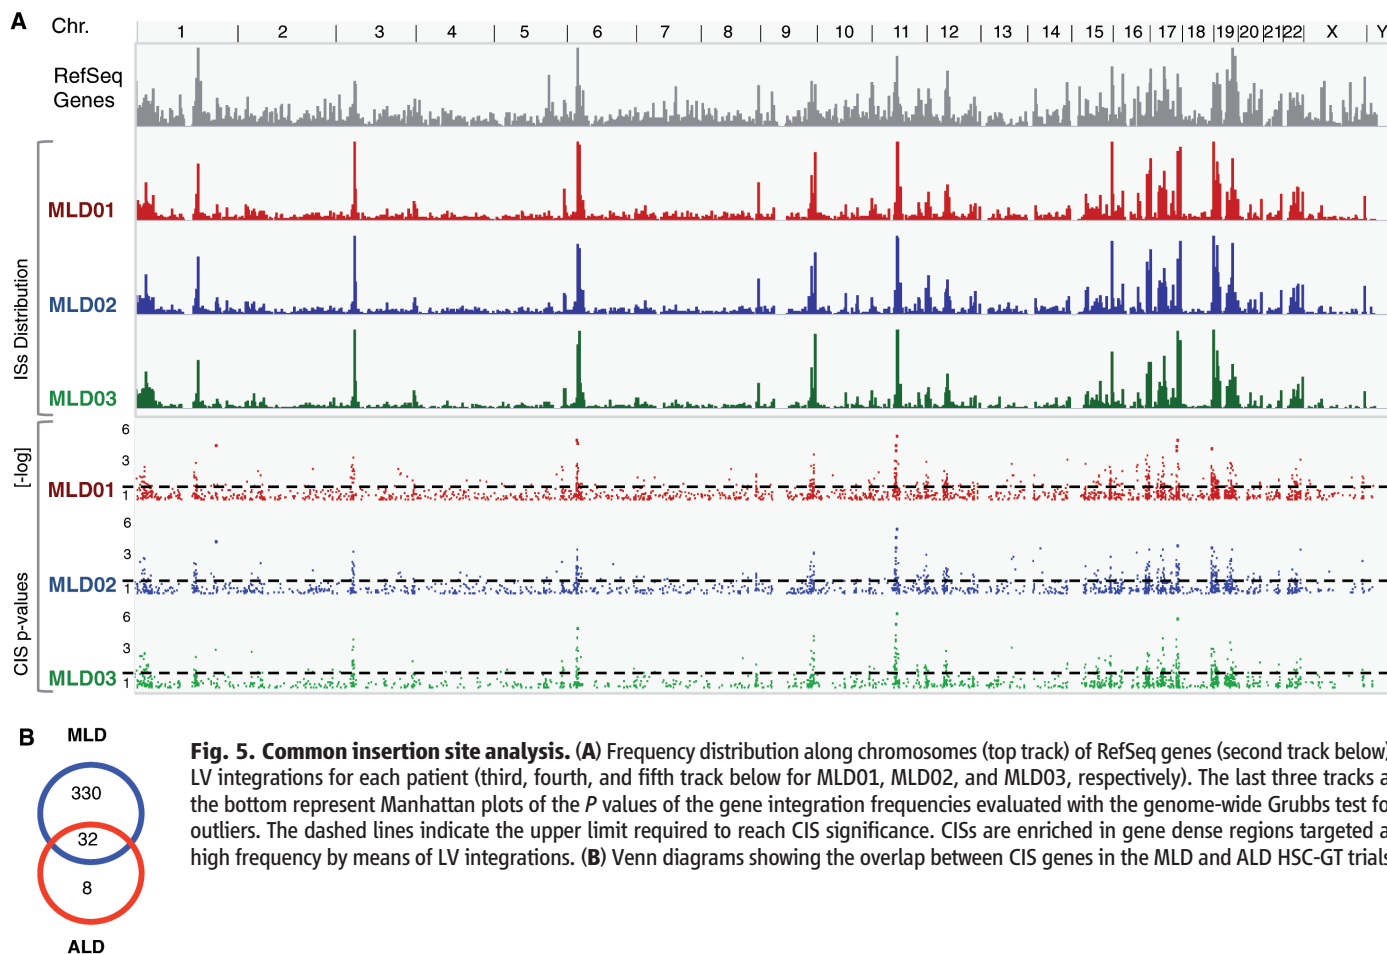 A
Chr.
1 2 3 4 5 6 7 8 9 10 11 12 13 14 15 16 17 18 19 20 21 22 X Y
RefSeq
Genes
ISs Distribution
MLD01
MLD02
MLD03
CIS p-values [-log]
6
3
MLD01 1
6
3
MLD02 1
6
3
MLD03 1
B
MLD
330
32
8
ALD
Fig. 5. Common insertion site analysis. (A) Frequency distribution along chromosomes (top track) of RefSeq genes (second track below)
LV integrations for each patient (third, fourth, and fifth track below for MLD01, MLD02, and MLD03, respectively). The last three tracks a
the bottom represent Manhattan plots of the P values of the gene integration frequencies evaluated with the genome-wide Grubbs test fo
outliers. The dashed lines indicate the upper limit required to reach CIS significance. CISs are enriched in gene dense regions targeted a
high frequency by means of LV integrations. (B) Venn diagrams showing the overlap between CIS genes in the MLD and ALD HSC-GT trials